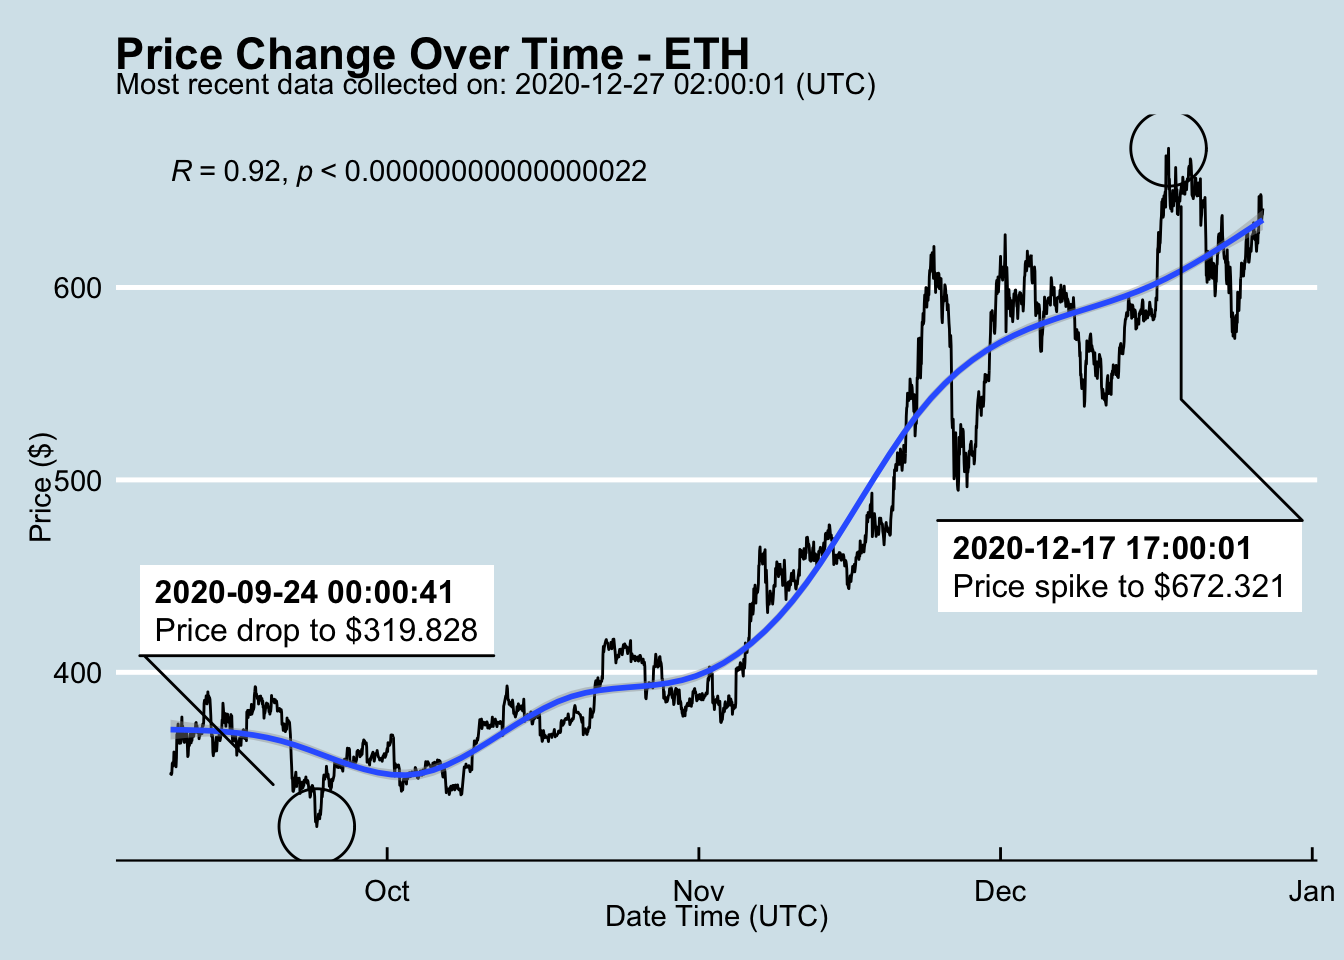 Price Change Over Time - ETH
Most recent data collected on: 2020-12-27 02:00:01 (UTC)
R = 0.92, p < 0.00000000000000022
600
500
400
Price ($)
2020-09-24 00:00:41
Price drop to $319.828
2020-12-17 17:00:01
Price spike to $672.321
Oct Nov Dec Jan
Date Time (UTC)